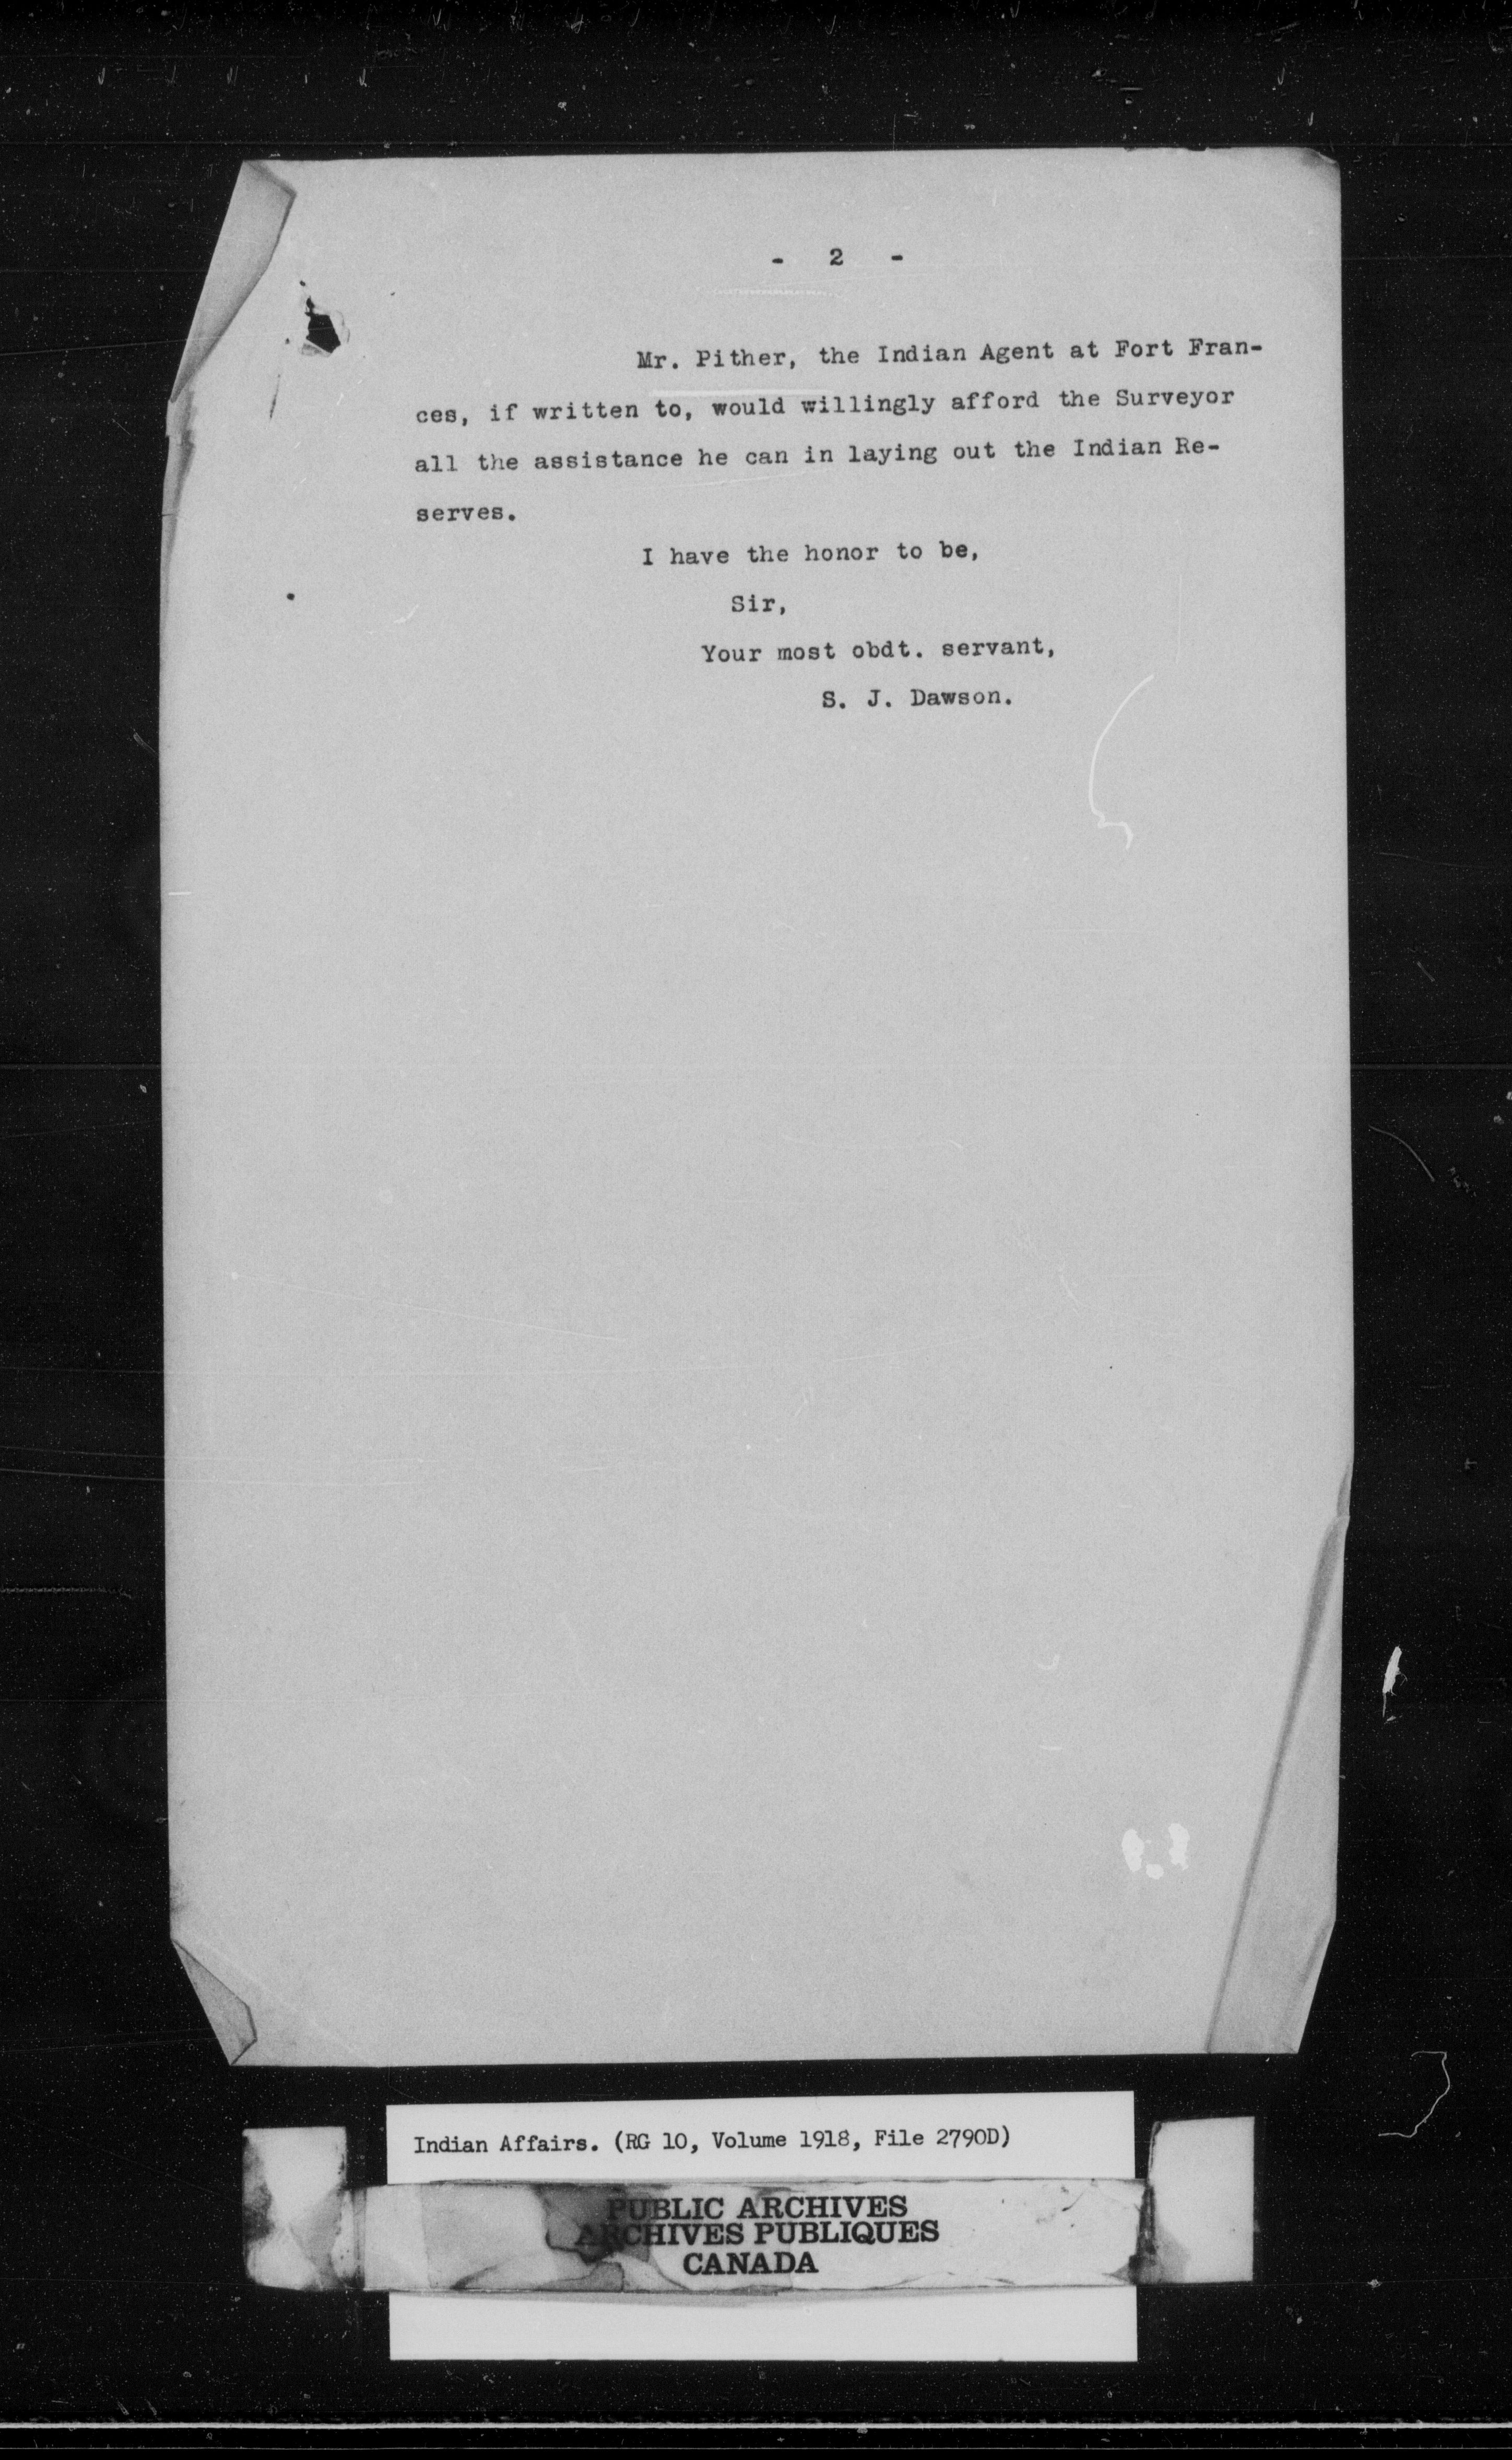 - 2 -
Mr. Pither, the Indian Agent at Fort Fran-
ces, if written to, would willingly afford the Surveyor
all the assistance he can in laying out the Indian Re-
serves.
I have the honor to be,
Sir,
Your most obdt. servant,
S. J. Dawson.
Indian Affairs. (RG 10, Volume 1918, File 2790D)
PUBLIC ARCHIVES
ARCHIVES PUBLIQUES
CANADA